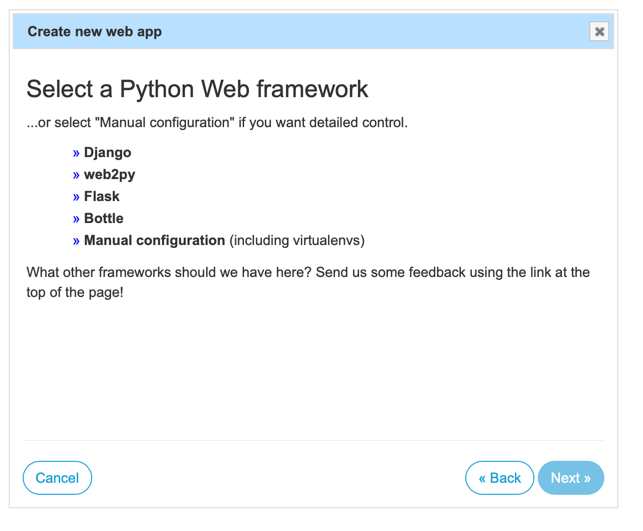 Create new web app
Select a Python Web framework
...or select "Manual configuration" if you want detailed control.
» Django
» web2py
» Flask
» Bottle
» Manual configuration (including virtualenvs)
What other frameworks should we have here? Send us some feedback using the link at the
top of the page!
Cancel
« Back
Next »